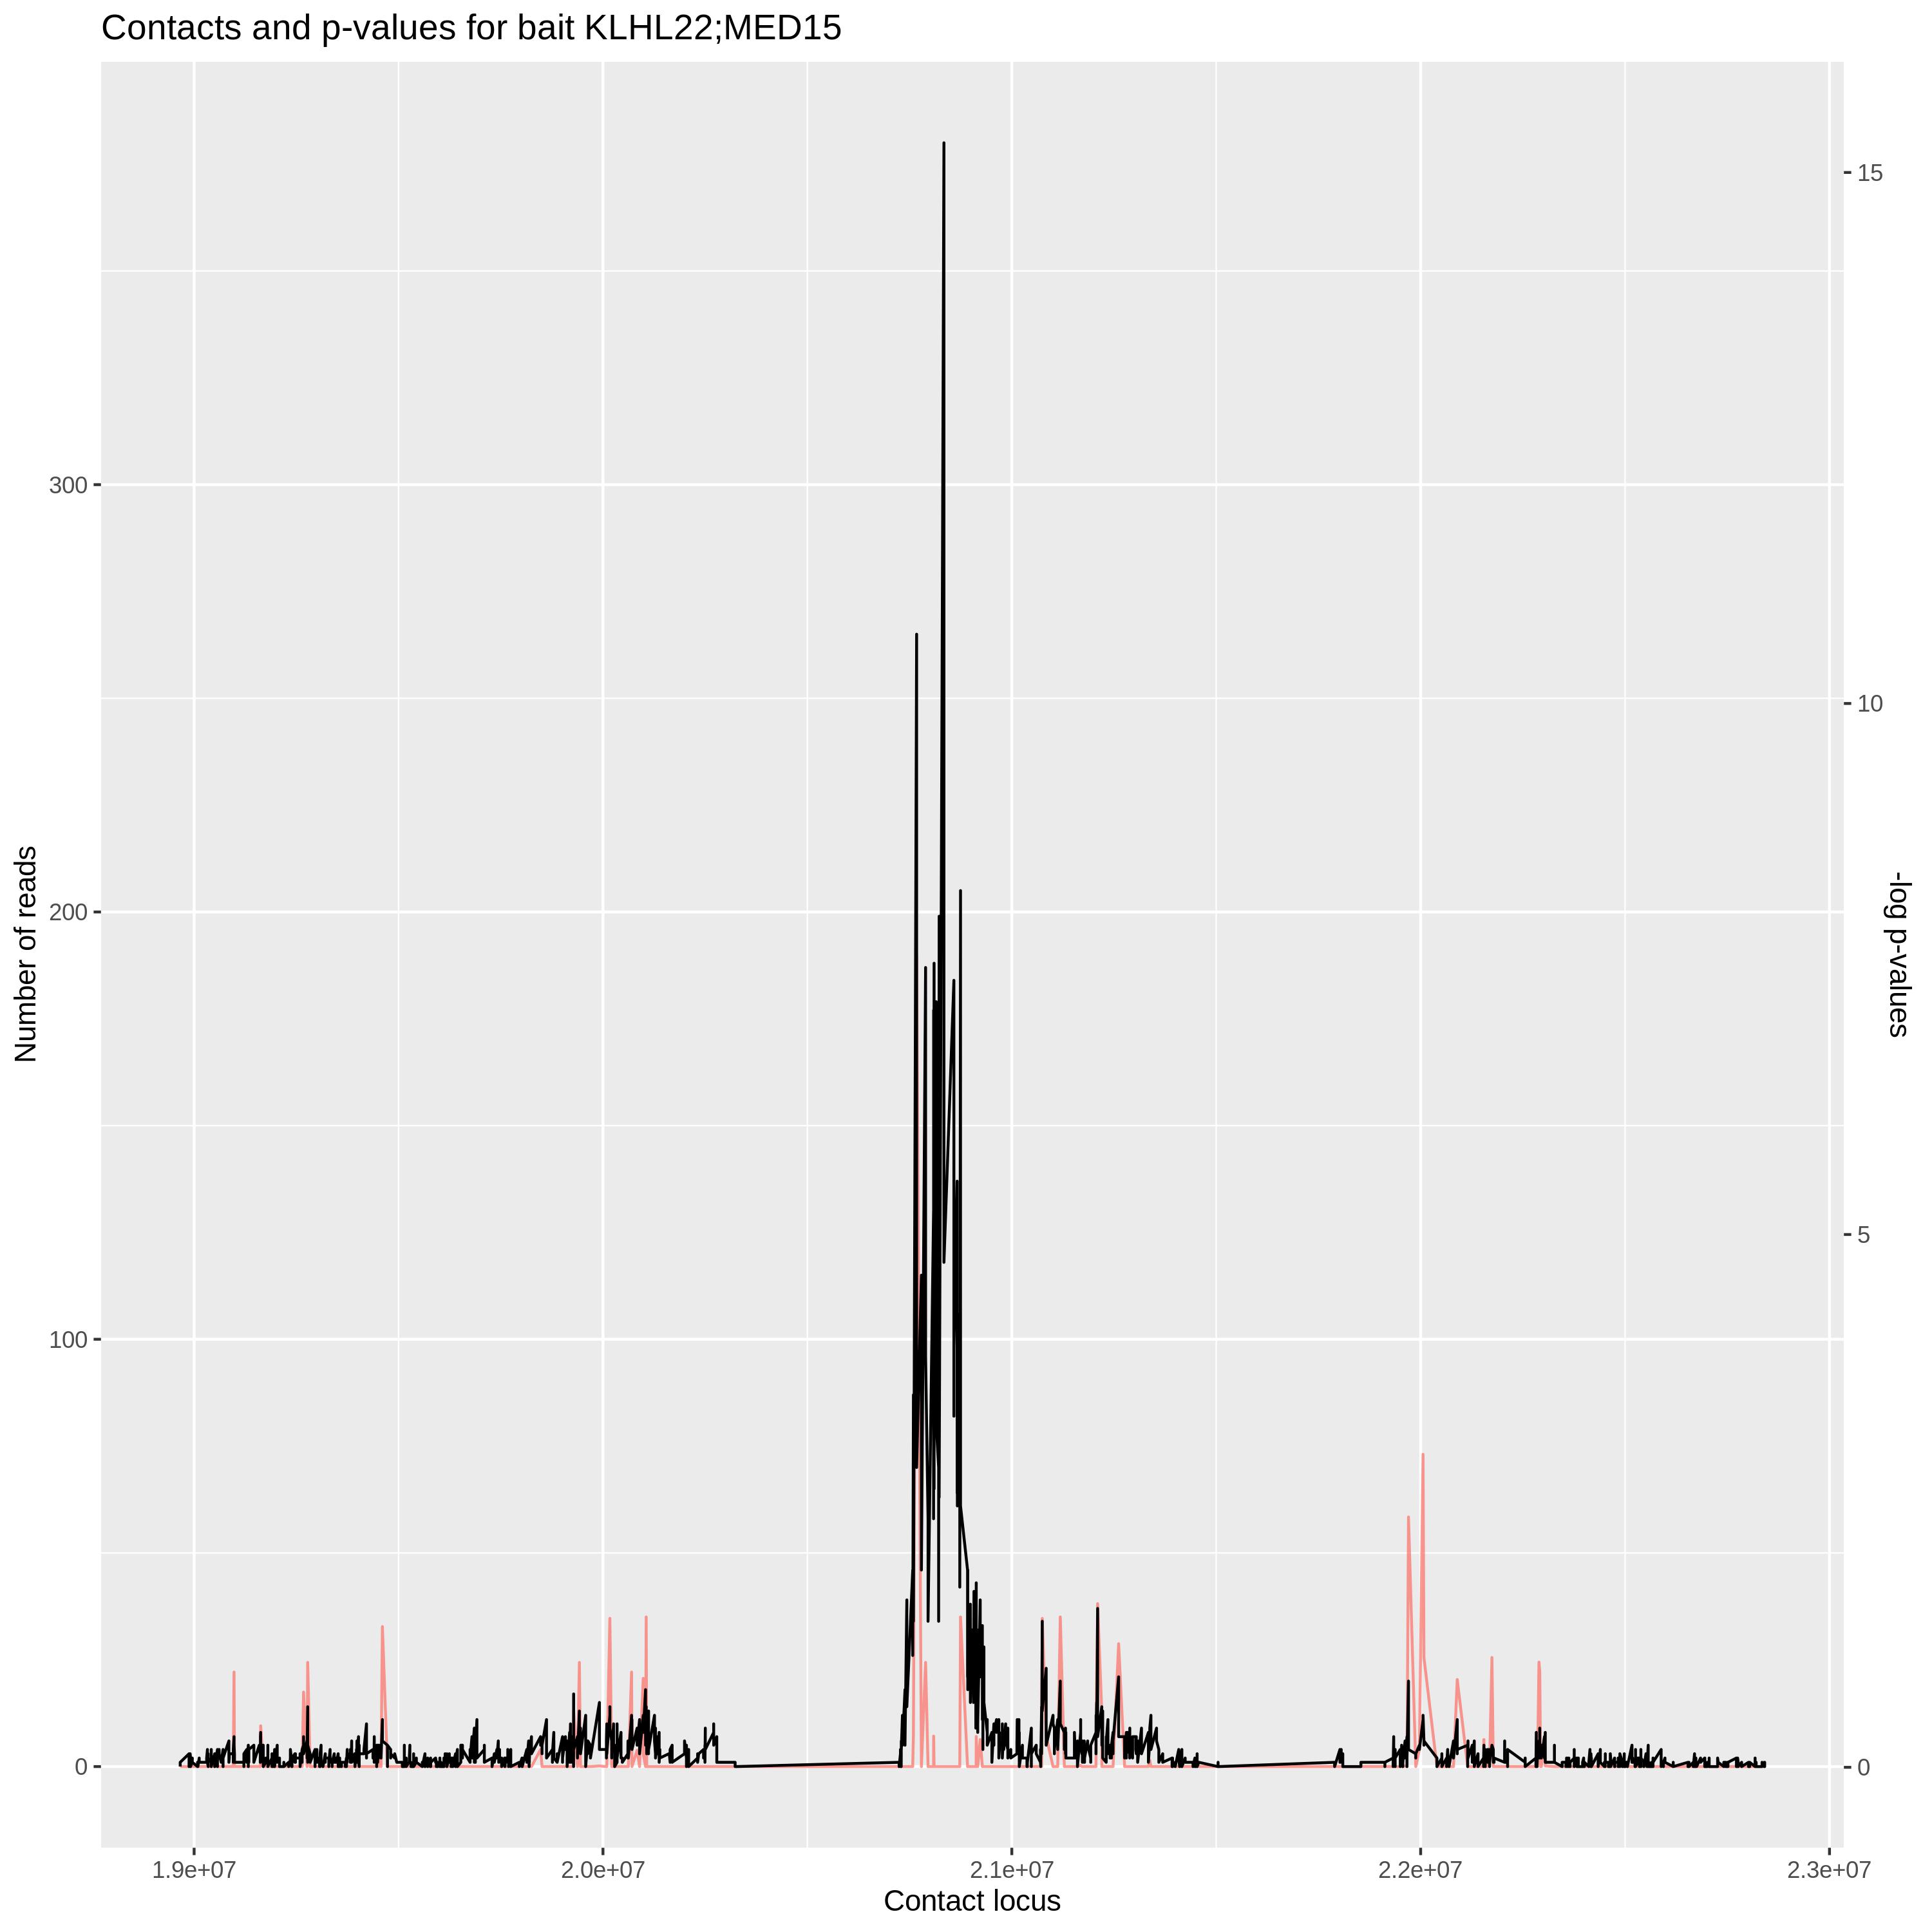 Contacts and p-values for bait KLHL22;MED15
Number of reads
300
200
100
0
15
10
5
0
-log p-values
1.9e+07 2.0e+07 2.1e+07 2.2e+07 2.3e+07
Contact locus